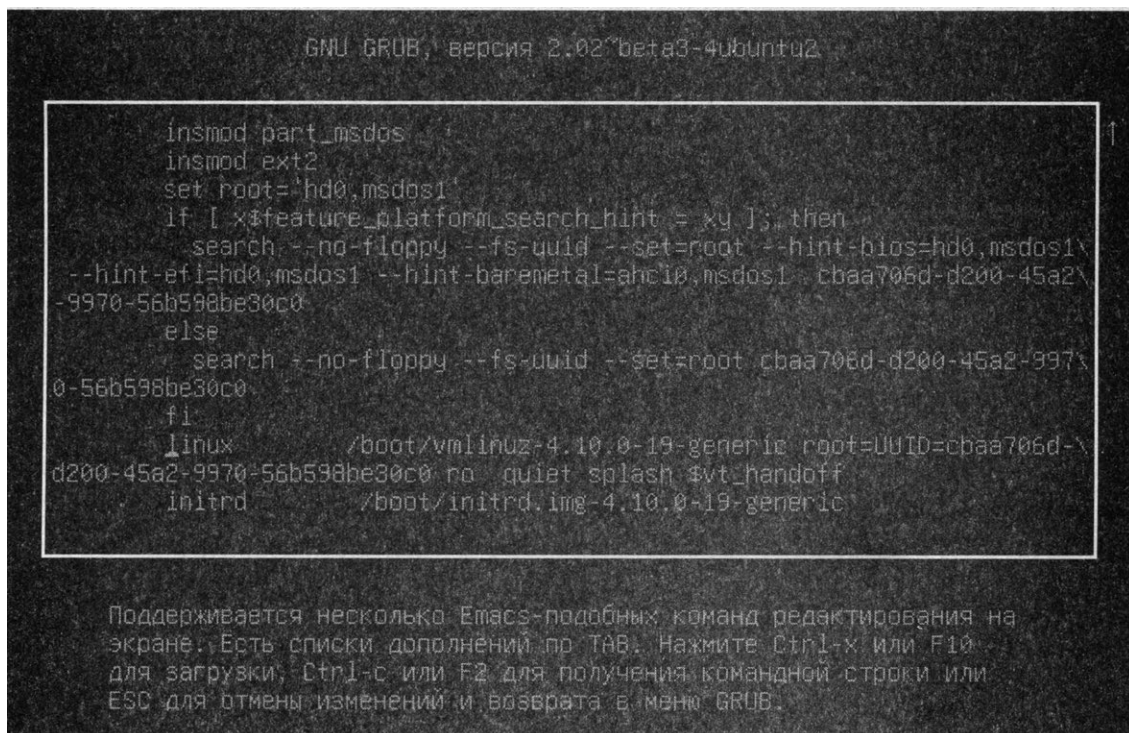 GNU GRUB, версия 2.02~beta3-4ubuntu2
insmod part_msdos
insmod ext2
set root='hd0,msdos1'
if [ x$feature_platform_search_hint = xy ]; then
search --no-floppy --fs-uuid --set=root --hint-bios=hd0,msdos1\
--hint-efi=hd0,msdos1 --hint-baremetal=ahci0,msdos1  cbaa706d-d200-45a2\
-9970-56b598be30c0
else
search --no-floppy --fs-uuid --set=root cbaa706d-d200-45a2-997\
0-56b598be30c0
fi
linux        /boot/vmlinuz-4.10.0-19-generic root=UUID=cbaa706d-\
d200-45a2-9970-56b598be30c0 ro  quiet splash $vt_handoff
initrd        /boot/initrd.img-4.10.0-19-generic
Поддерживается несколько Emacs-подобных команд редактирования на
экране. Есть списки дополнений по TAB. Нажмите Ctrl-x или F10
для загрузки, Ctrl-c или F2 для получения командной строки или
ESC для отмены изменений и возврата в меню GRUB.